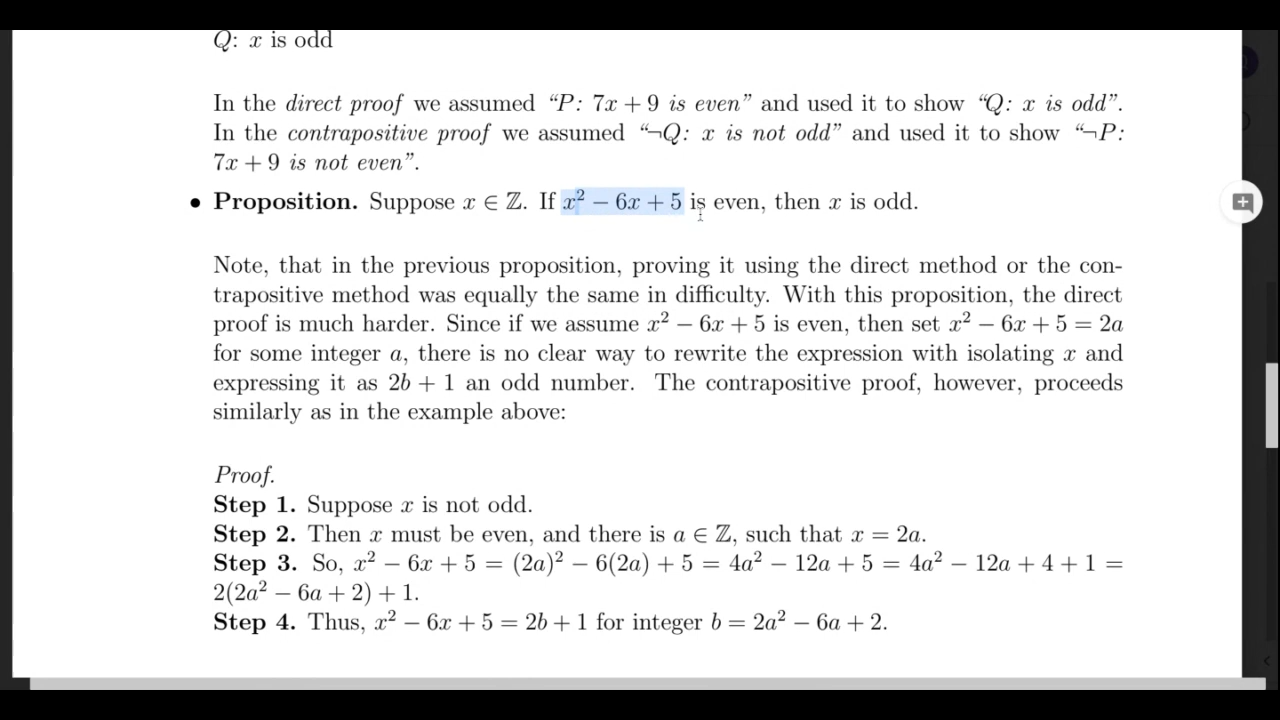 Q: x is odd
In the direct proof we assumed “P: 7x + 9 is even” and used it to show “Q: x is odd”.
In the contrapositive proof we assumed “¬Q: x is not odd” and used it to show “¬P:
7x + 9 is not even”.
• Proposition. Suppose x ∈ ℤ. If x² − 6x + 5 is even, then x is odd.
Note, that in the previous proposition, proving it using the direct method or the con-
trapositive method was equally the same in difficulty. With this proposition, the direct
proof is much harder. Since if we assume x² − 6x + 5 is even, then set x² − 6x + 5 = 2a
for some integer a, there is no clear way to rewrite the expression with isolating x and
expressing it as 2b + 1 an odd number. The contrapositive proof, however, proceeds
similarly as in the example above:
Proof.
Step 1. Suppose x is not odd.
Step 2. Then x must be even, and there is a ∈ ℤ, such that x = 2a.
Step 3. So, x² − 6x + 5 = (2a)² − 6(2a) + 5 = 4a² − 12a + 5 = 4a² − 12a + 4 + 1 =
2(2a² − 6a + 2) + 1.
Step 4. Thus, x² − 6x + 5 = 2b + 1 for integer b = 2a² − 6a + 2.